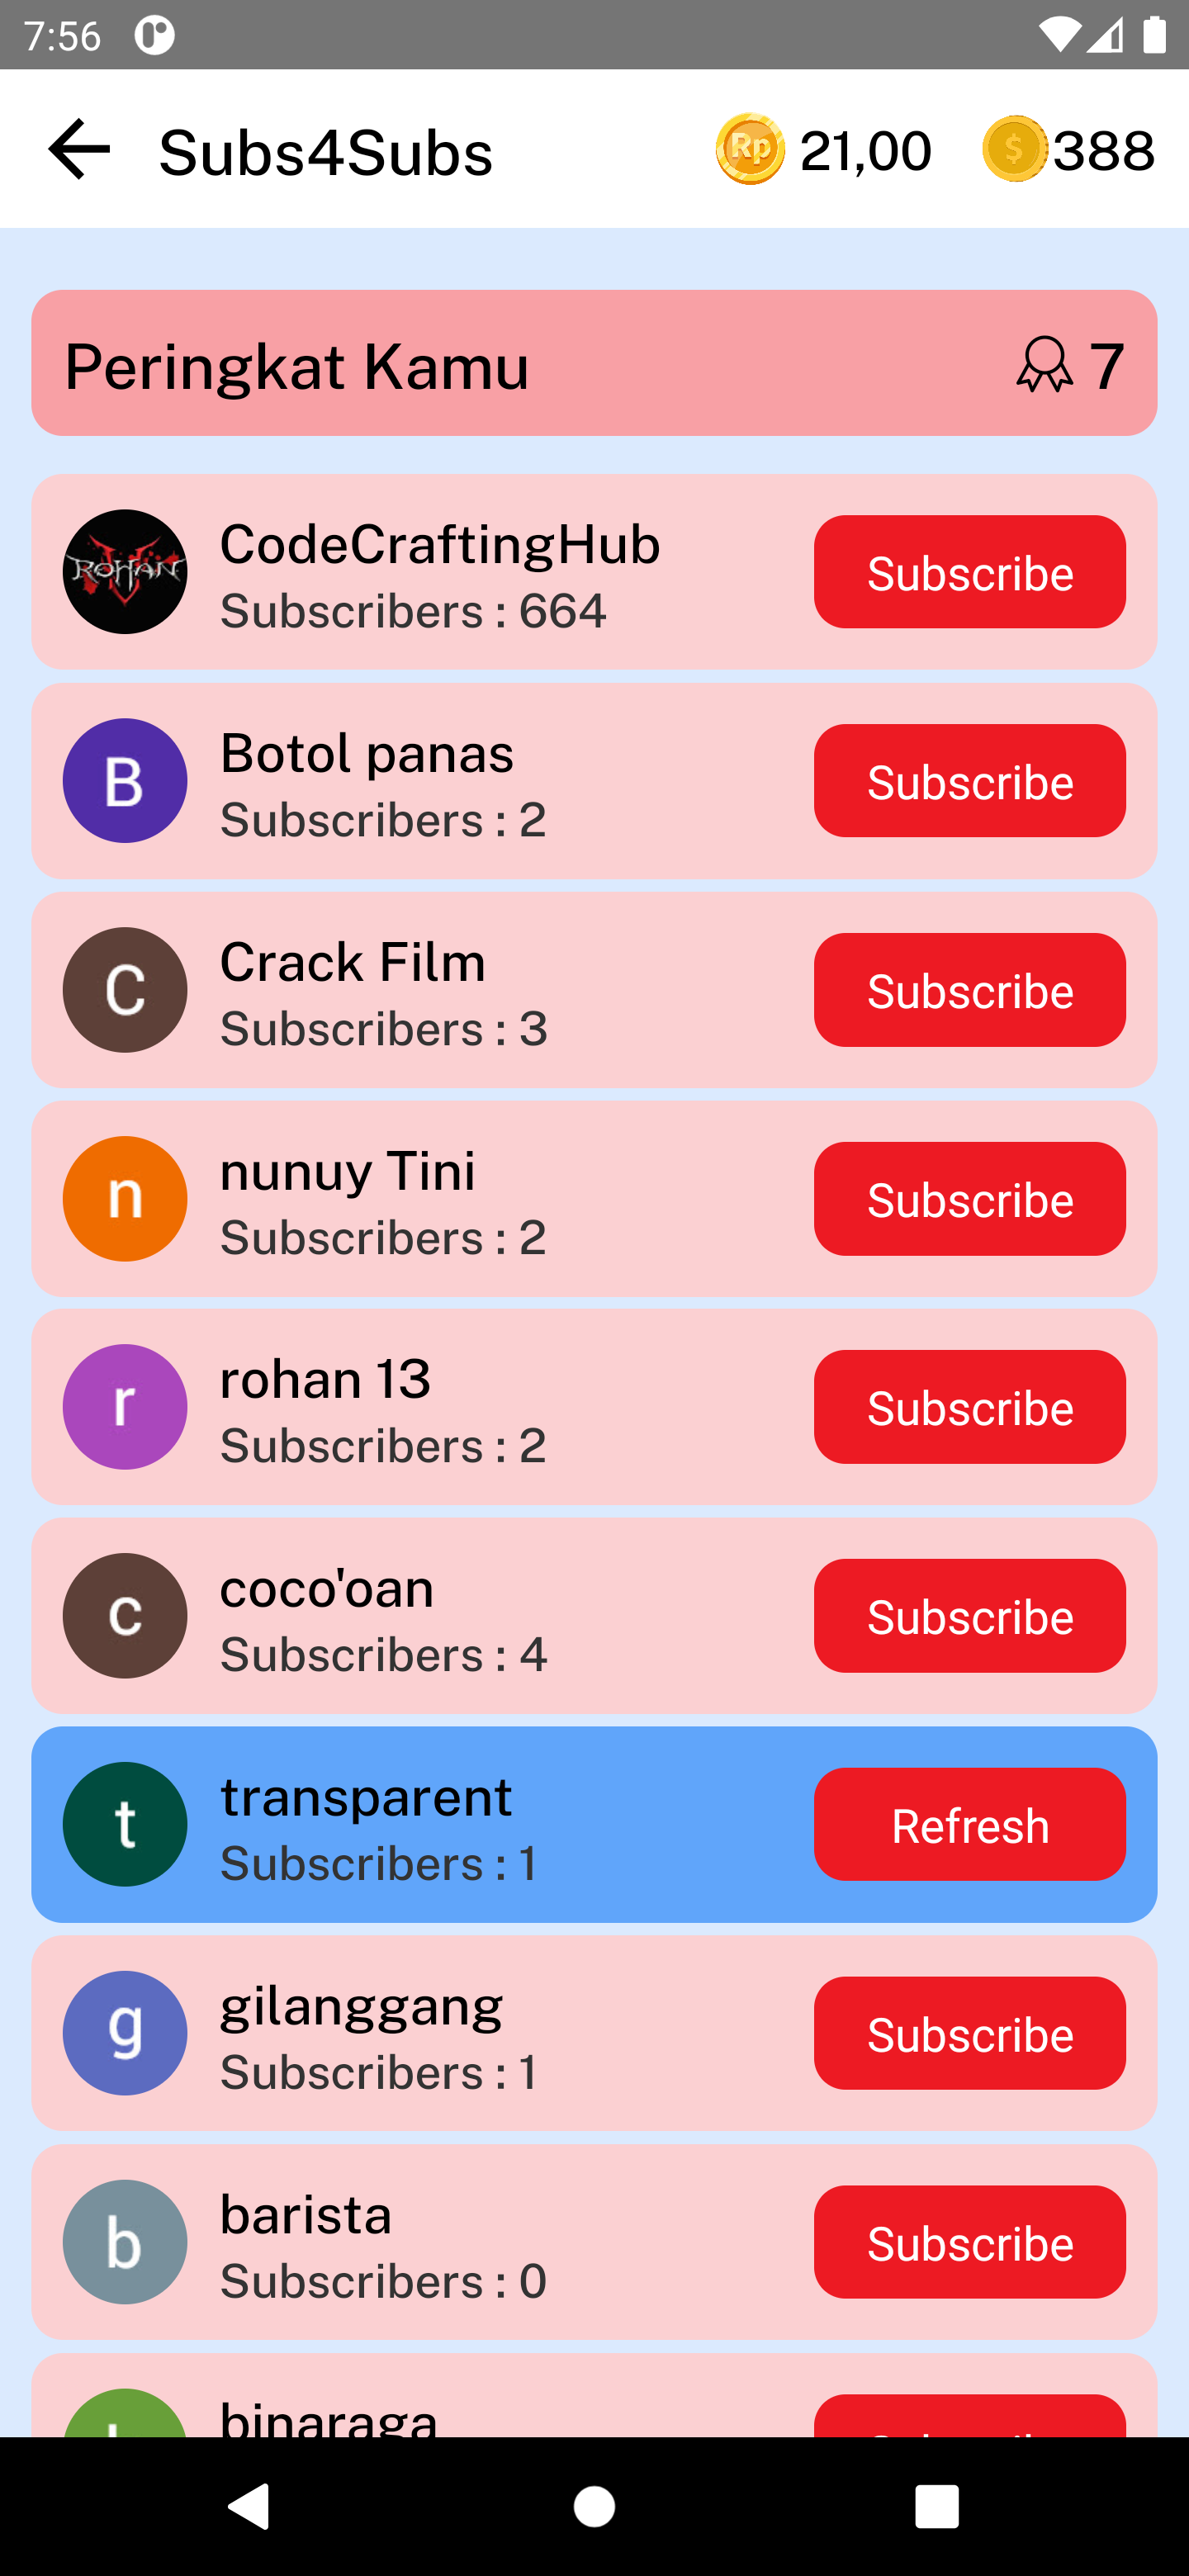 7:56
Subs4Subs
Rp 21,00 $ 388
Peringkat Kamu 7
ROHAN
CodeCraftingHub
Subscribers : 664
Subscribe
B
Botol panas
Subscribers : 2
Subscribe
C
Crack Film
Subscribers : 3
Subscribe
n
nunuy Tini
Subscribers : 2
Subscribe
r
rohan 13
Subscribers : 2
Subscribe
c
coco'oan
Subscribers : 4
Subscribe
t
transparent
Subscribers : 1
Refresh
g
gilanggang
Subscribers : 1
Subscribe
b
barista
Subscribers : 0
Subscribe
binaraga